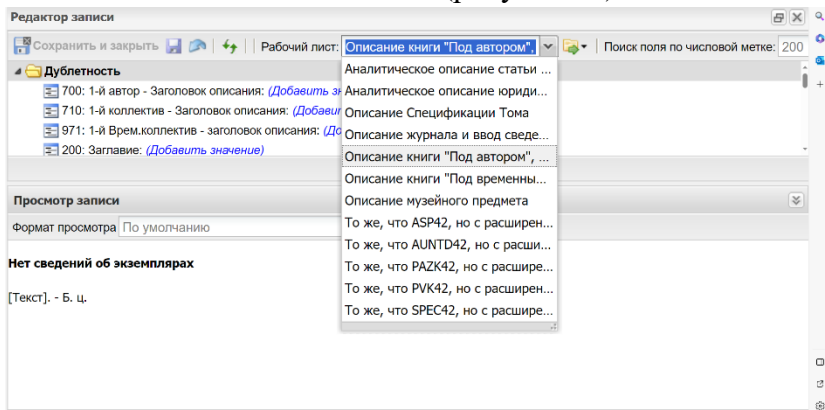 Редактор записи
Сохранить и закрыть Рабочий лист: Описание книги "Под автором", Поиск поля по числовой метке: 200
Дублетность
700: 1-й автор - Заголовок описания: (Добавить
710: 1-й коллектив - Заголовок описания:
971: 1-й Врем.коллектив - заголовок описания:
200: Заглавие: (Добавить значение)
Аналитическое описание статьи ...
Аналитическое описание юриди...
Описание Спецификации Тома
Описание журнала и ввод сведе...
Описание книги "Под автором", ...
Описание книги "Под временны...
Описание музейного предмета
То же, что ASP42, но с расширен...
То же, что AUNTD42, но с расши...
То же, что PAZK42, но с расшире...
То же, что PVK42, но с расшире...
То же, что SPEC42, но с расшире...
Просмотр записи
Формат просмотра По умолчанию
Нет сведений об экземплярах
[Текст]. - Б. ц.